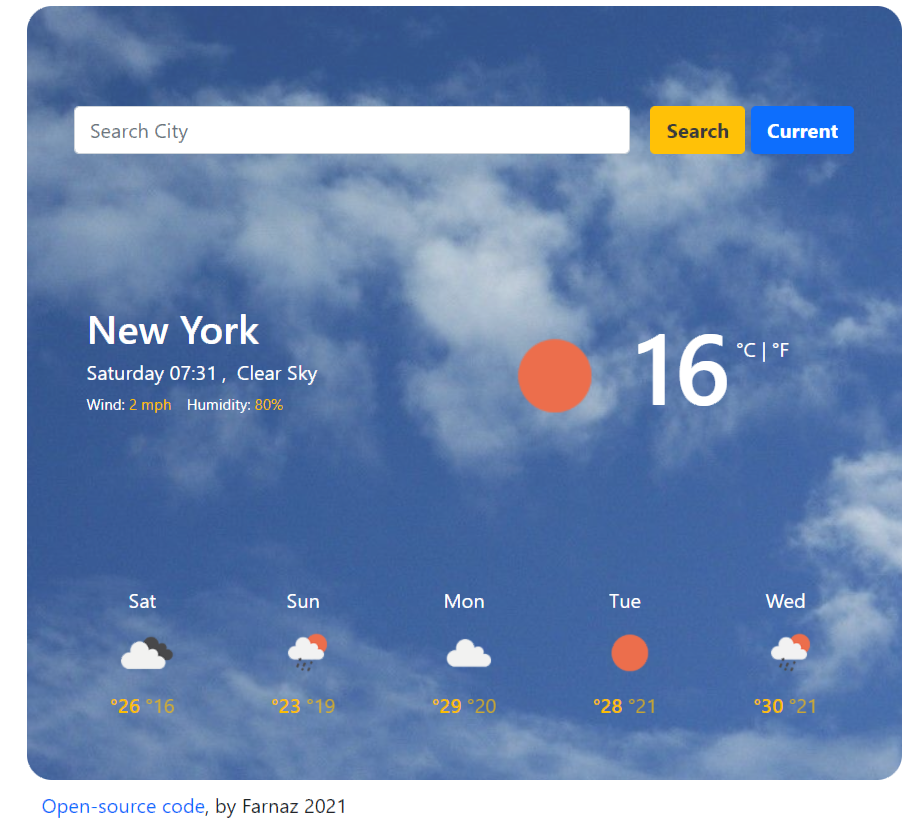 Search City Search Current
New York
Saturday 07:31 , Clear Sky
Wind: 2 mph Humidity: 80%
16 °C | °F
Sat Sun Mon Tue Wed
°26 °16 °23 °19 °29 °20 °28 °21 °30 °21
Open-source code, by Farnaz 2021